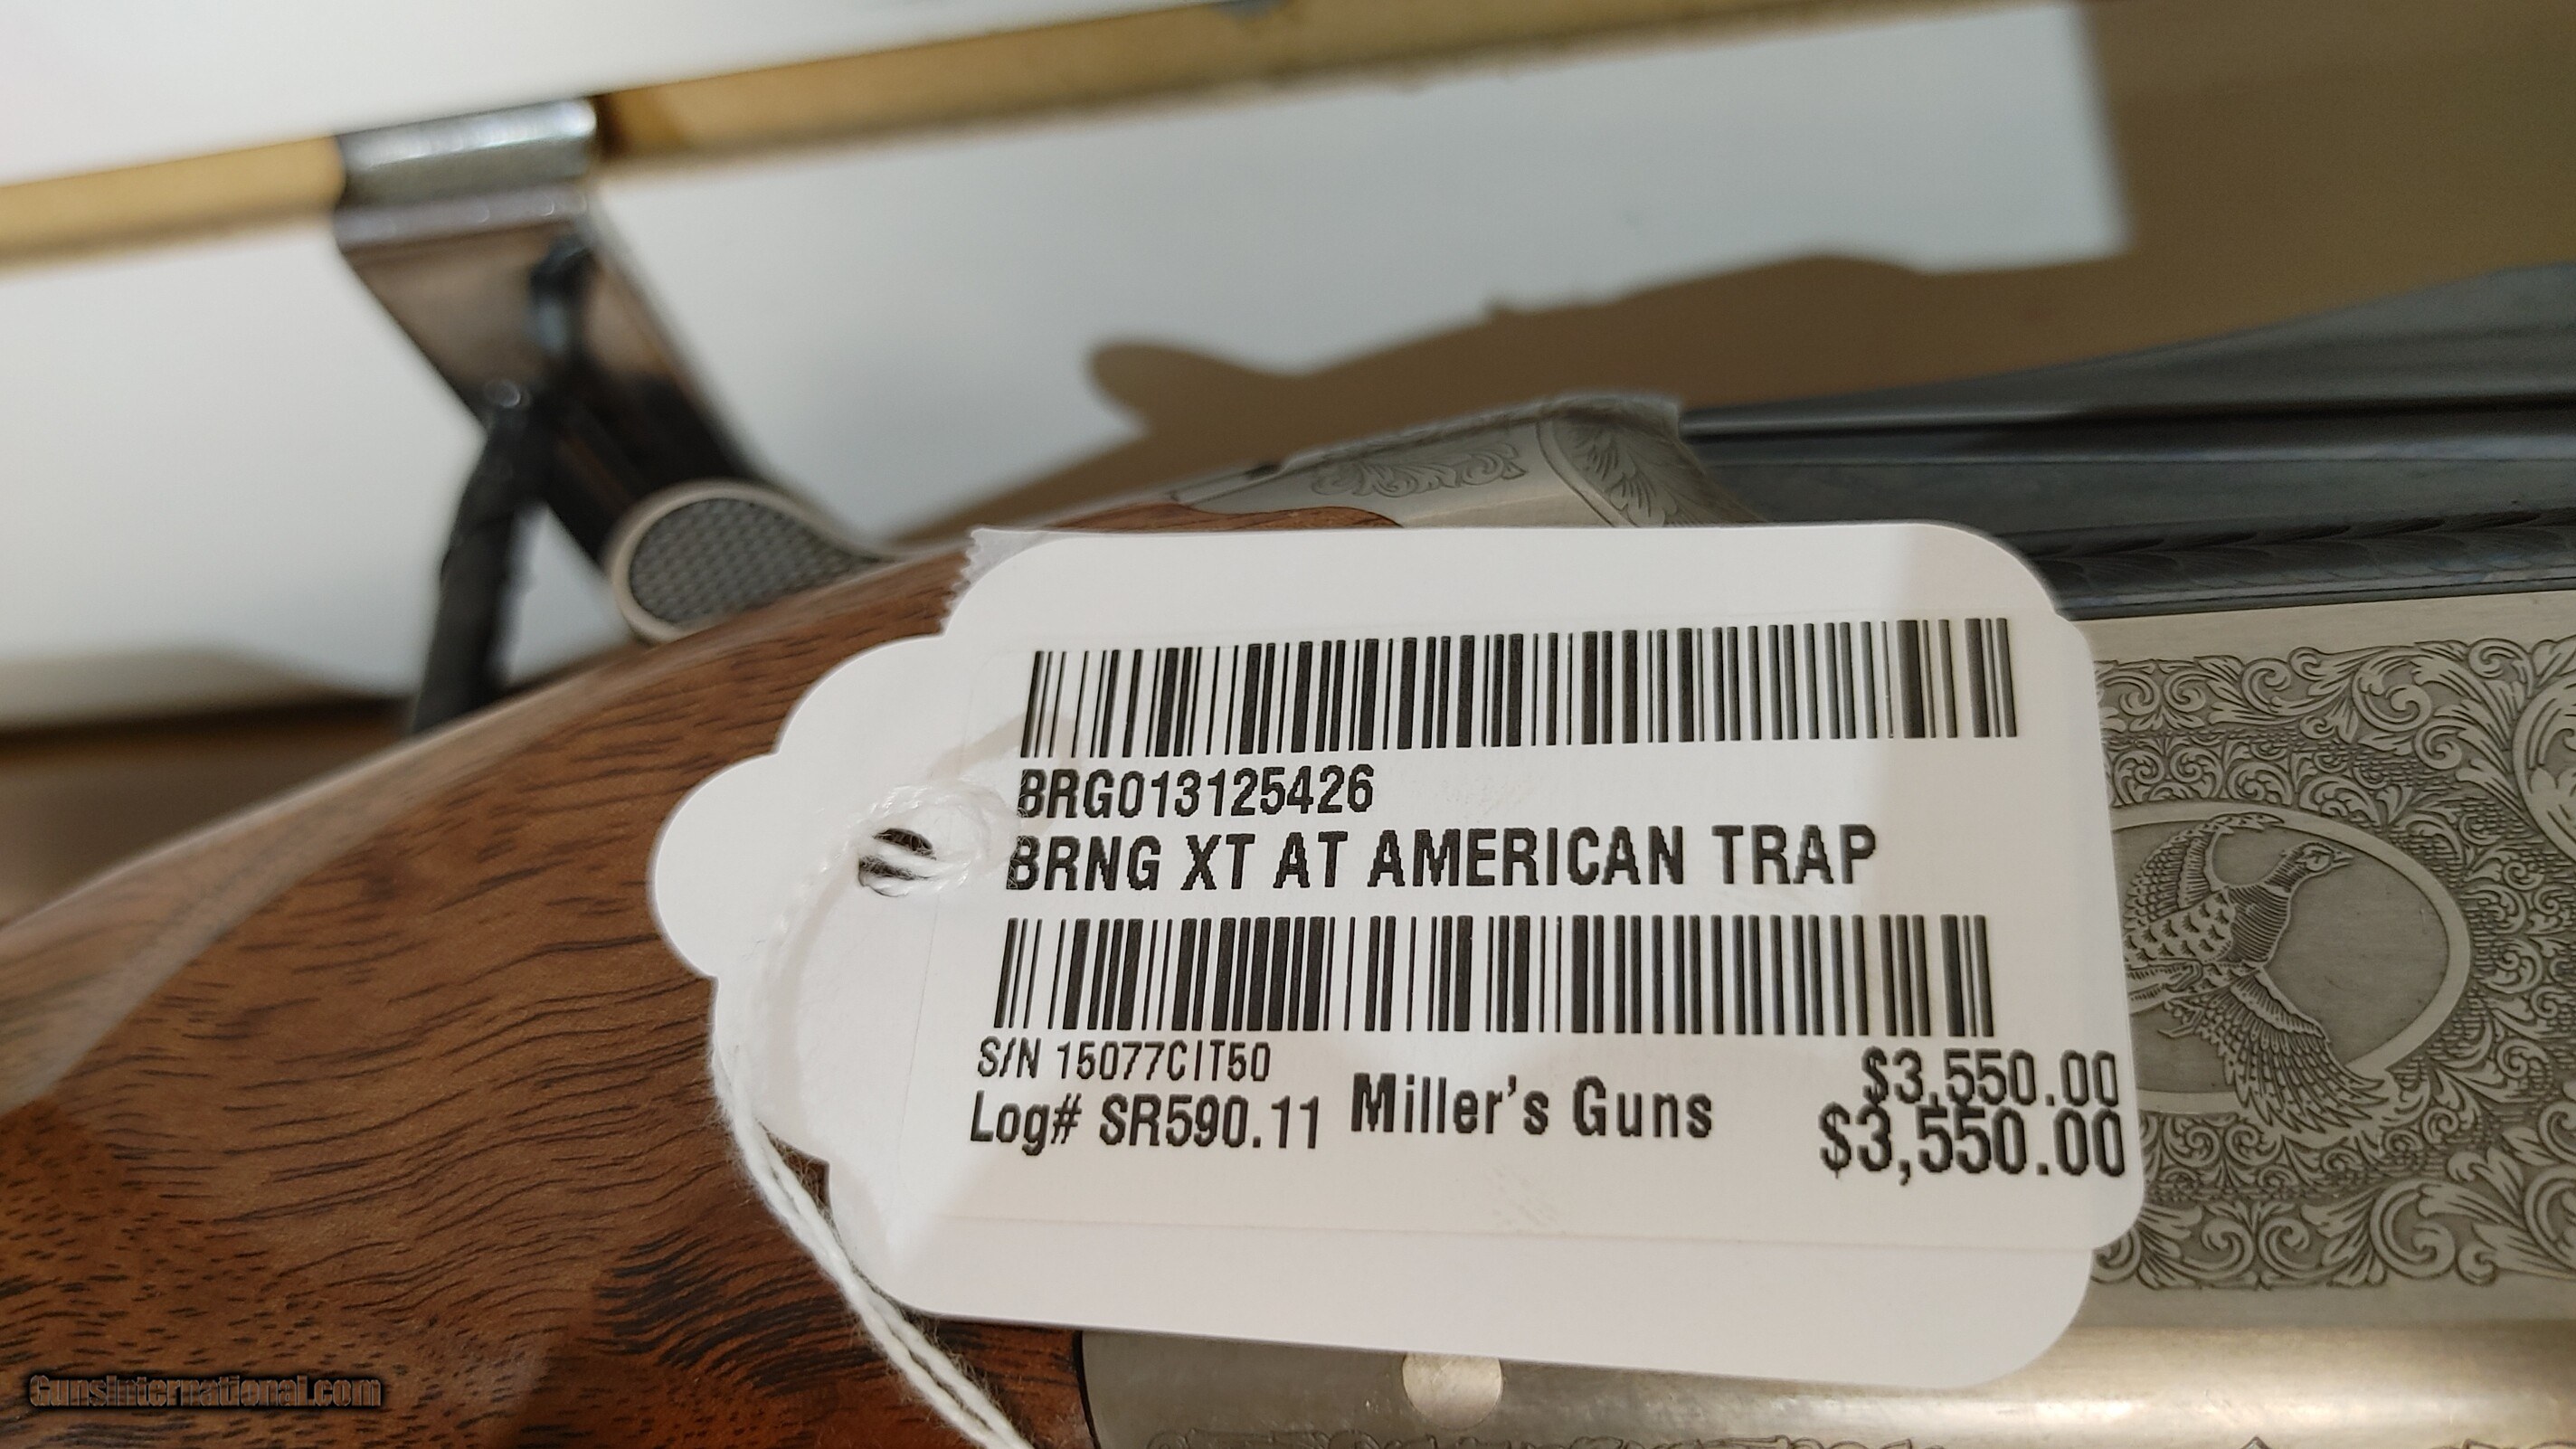 BRG013125426
BRNG XT AT AMERICAN TRAP
S/N 15077CIT50
$3,550.00
Log# SR590.11 Miller's Guns
$3,550.00
GunsInternational.com